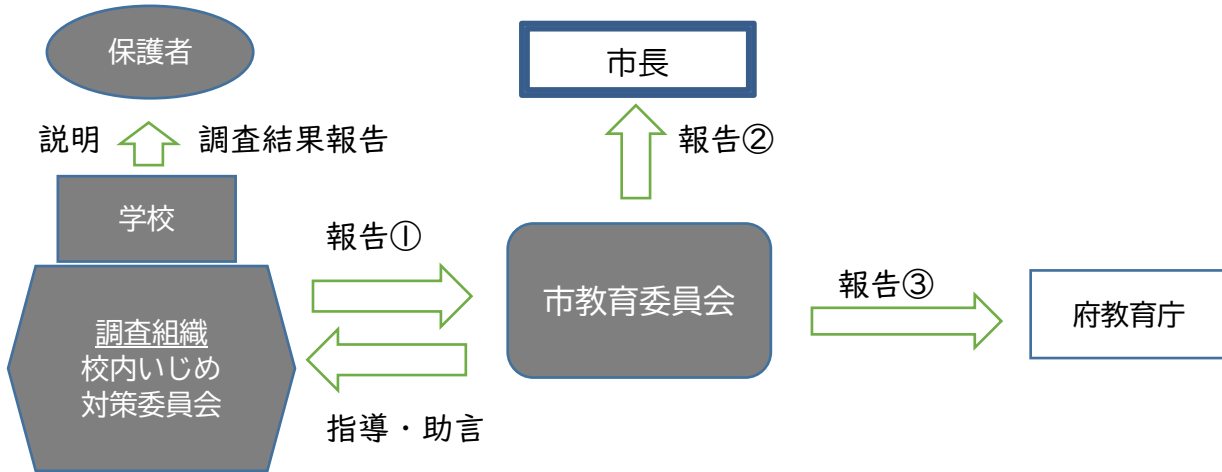 保護者
市長
説明
調査結果報告
報告②
学校
報告①
市教育委員会
報告③
府教育庁
調査組織
校内いじめ
対策委員会
指導・助言